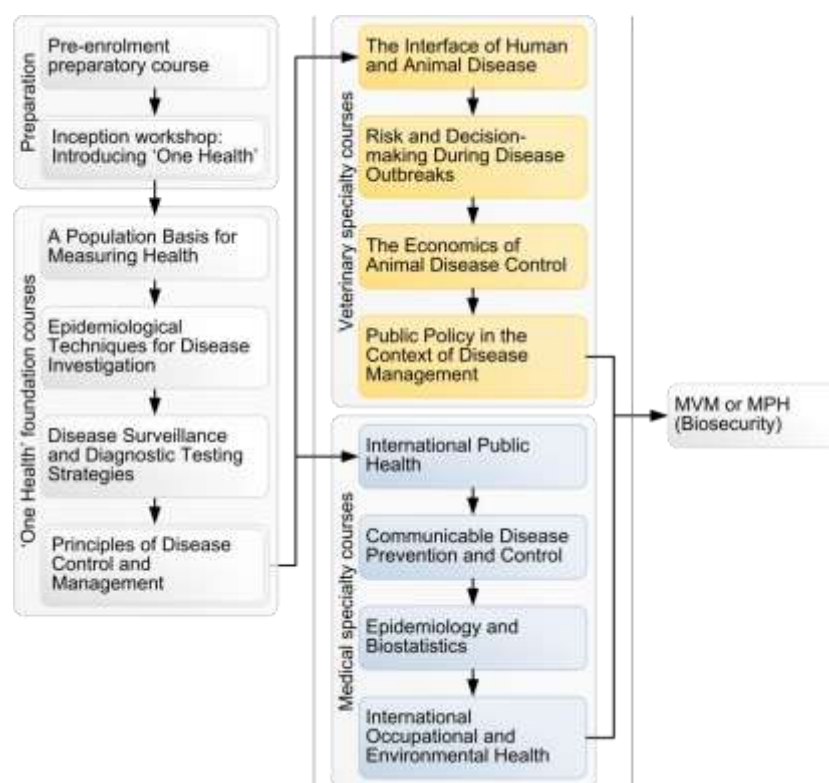 Preparation
Pre-enrolment
preparatory course
Inception workshop:
Introducing ‘One Health’
‘One Health’ foundation courses
A Population Basis for
Measuring Health
Epidemiological
Techniques for Disease
Investigation
Disease Surveillance
and Diagnostic Testing
Strategies
Principles of Disease
Control and
Management
Veterinary specialty courses
The Interface of Human
and Animal Disease
Risk and Decision-
making During Disease
Outbreaks
The Economics of
Animal Disease Control
Public Policy in the
Context of Disease
Management
Medical specialty courses
International Public
Health
Communicable Disease
Prevention and Control
Epidemiology and
Biostatistics
International
Occupational and
Environmental Health
MVM or MPH
(Biosecurity)